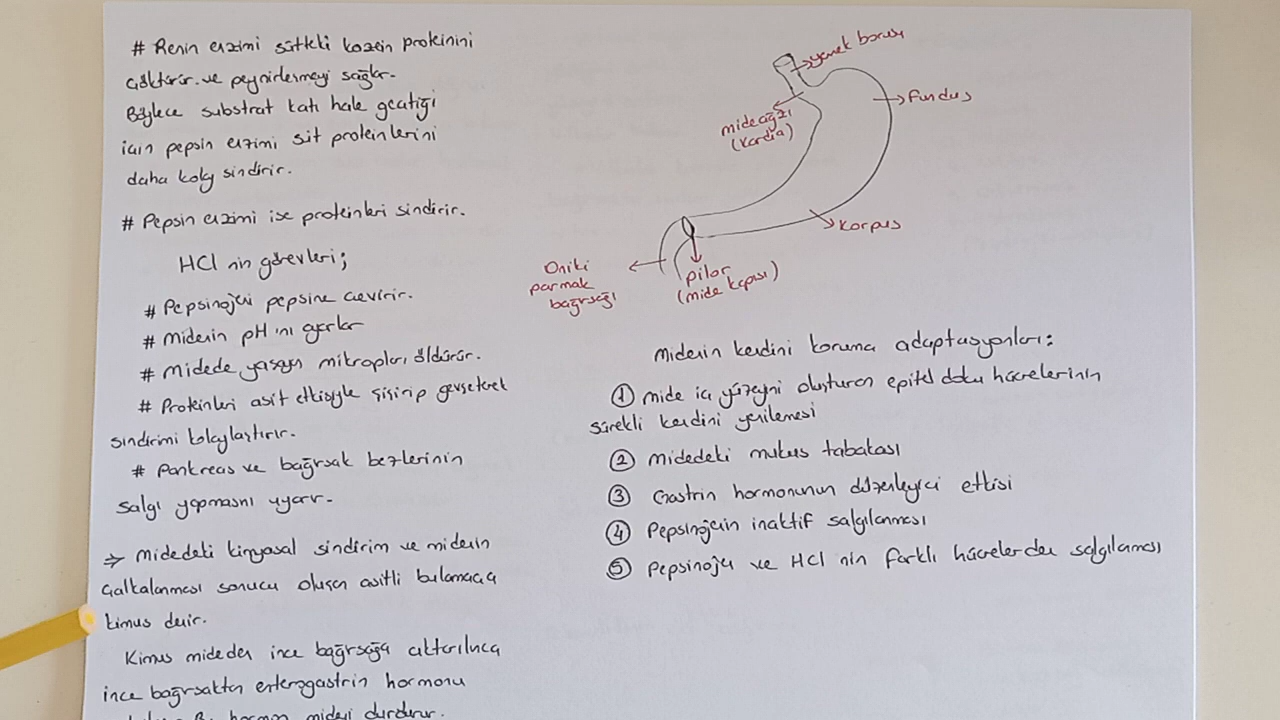 # Renin enzimi sütteki kazein proteinini
çöktürür ve peynirleşmeyi sağlar.
Böylece substrat katı hale geçtiği
için pepsin enzimi süt proteinlerini
daha kolay sindirir.
# Pepsin enzimi ise proteinleri sindirir.
HCl nin görevleri;
# Pepsinojeni pepsine çevirir.
# Midenin pH'ını ayarlar
# midede yaşayan mikropları öldürür.
# Proteinleri asit etkisiyle şişirip gevşeterek
sindirimi kolaylaştırır.
# Pankreas ve bağırsak bezlerinin
salgı yapmasını uyarır.
⇒ midedeki kimyasal sindirim ve midenin
çalkalanması sonucu oluşan asitli bulamaca
kimus denir.
Kimus mideden ince bağırsağa aktarılınca
ince bağırsaktan enterogastrin hormonu
Bu hormon mideyi durdurur.
yemek borusu
mide ağzı
(kardia)
fundus
korpus
pilor
(mide kapısı)
Oniki
parmak
bağırsağı
Midenin kendini koruma adaptasyonları:
① mide iç yüzeyini oluşturan epitel doku hücrelerinin
sürekli kendini yenilemesi
② midedeki mukus tabakası
③ Gastrin hormonunun düzenleyici etkisi
④ Pepsinojenin inaktif salgılanması
⑤ Pepsinojen ve HCl nin farklı hücrelerden salgılanması